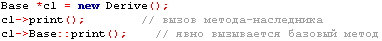 Base *cl = new Derive();
cl->print();        // вызов метода-наследника
cl->Base::print();    // явно вызывается базовый метод